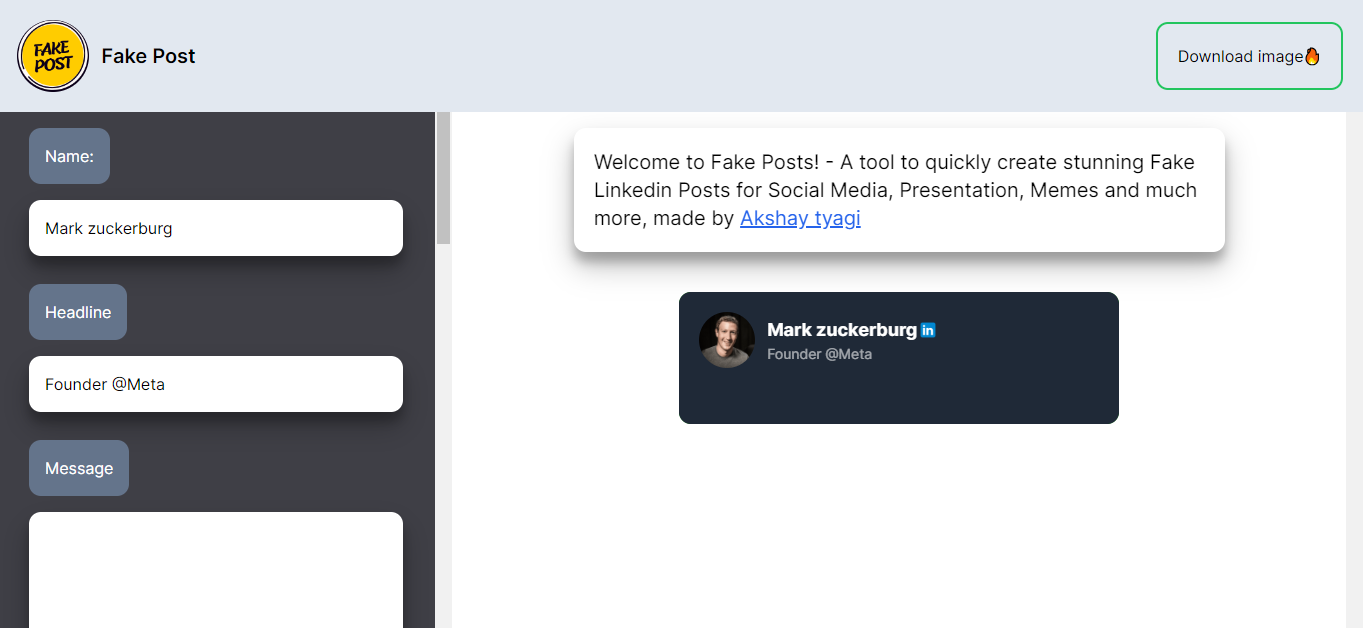 FAKE
POST
Fake Post
Download image🔥
Name:
Mark zuckerburg
Headline
Founder @Meta
Message
Welcome to Fake Posts! - A tool to quickly create stunning Fake
Linkedin Posts for Social Media, Presentation, Memes and much
more, made by Akshay tyagi
Mark zuckerburg in
Founder @Meta